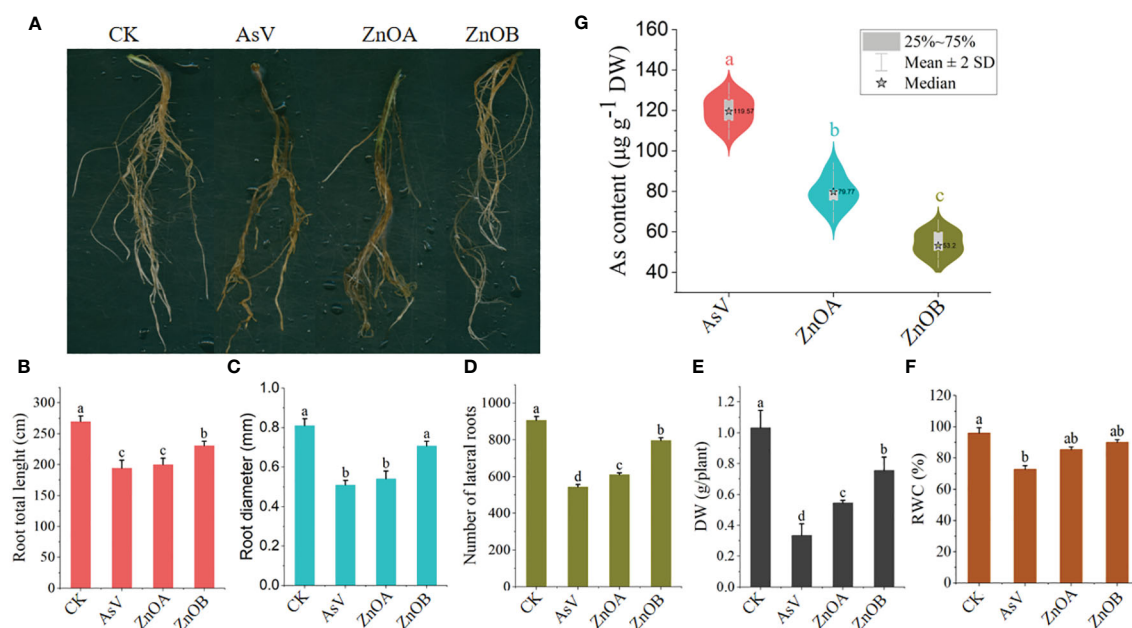 A
CK AsV ZnOA ZnOB
G
As content (µg g⁻¹ DW)
160
140
120
100
80
60
40
a
b
c
119.57
79.77
53.2
25%~75%
Mean ± 2 SD
Median
AsV ZnOA ZnOB
B
Root total lenght (cm)
300
250
200
150
100
50
0
a
c
c
b
CK AsV ZnOA ZnOB
C
Root diameter (mm)
1.0
0.8
0.6
0.4
0.2
0.0
a
b
b
a
CK AsV ZnOA ZnOB
D
Number of lateral roots
1000
800
600
400
200
0
a
d
c
b
CK AsV ZnOA ZnOB
E
DW (g/plant)
1.2
1.0
0.8
0.6
0.4
0.2
0.0
a
d
c
b
CK AsV ZnOA ZnOB
F
RWC (%)
120
100
80
60
40
20
0
a
b
ab
ab
CK AsV ZnOA ZnOB